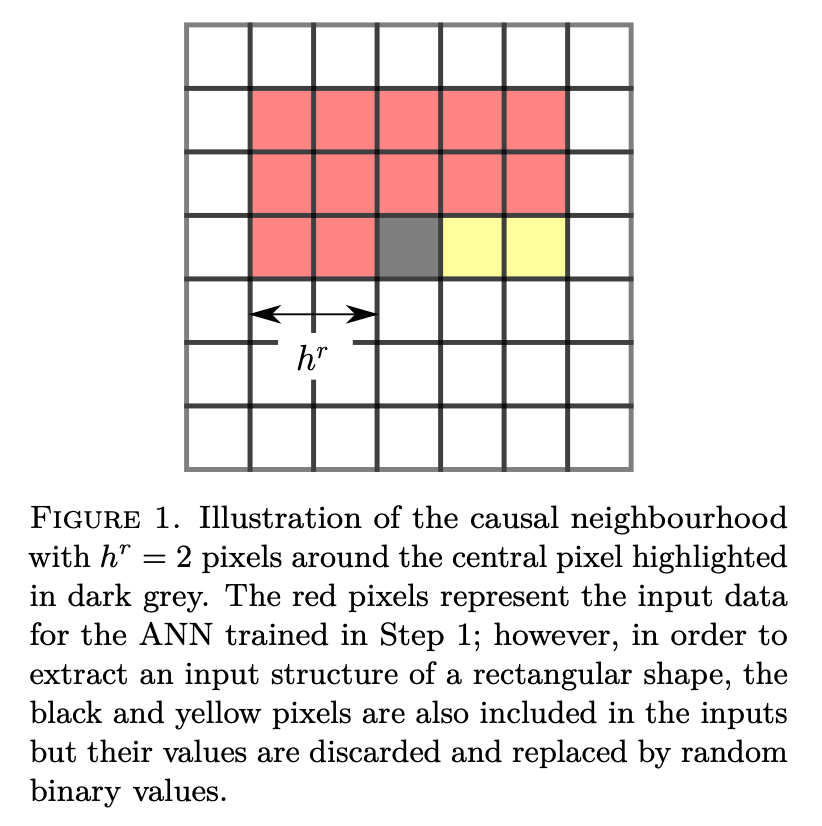 hʳ
FIGURE 1. Illustration of the causal neighbourhood
with hʳ = 2 pixels around the central pixel highlighted
in dark grey. The red pixels represent the input data
for the ANN trained in Step 1; however, in order to
extract an input structure of a rectangular shape, the
black and yellow pixels are also included in the inputs
but their values are discarded and replaced by random
binary values.